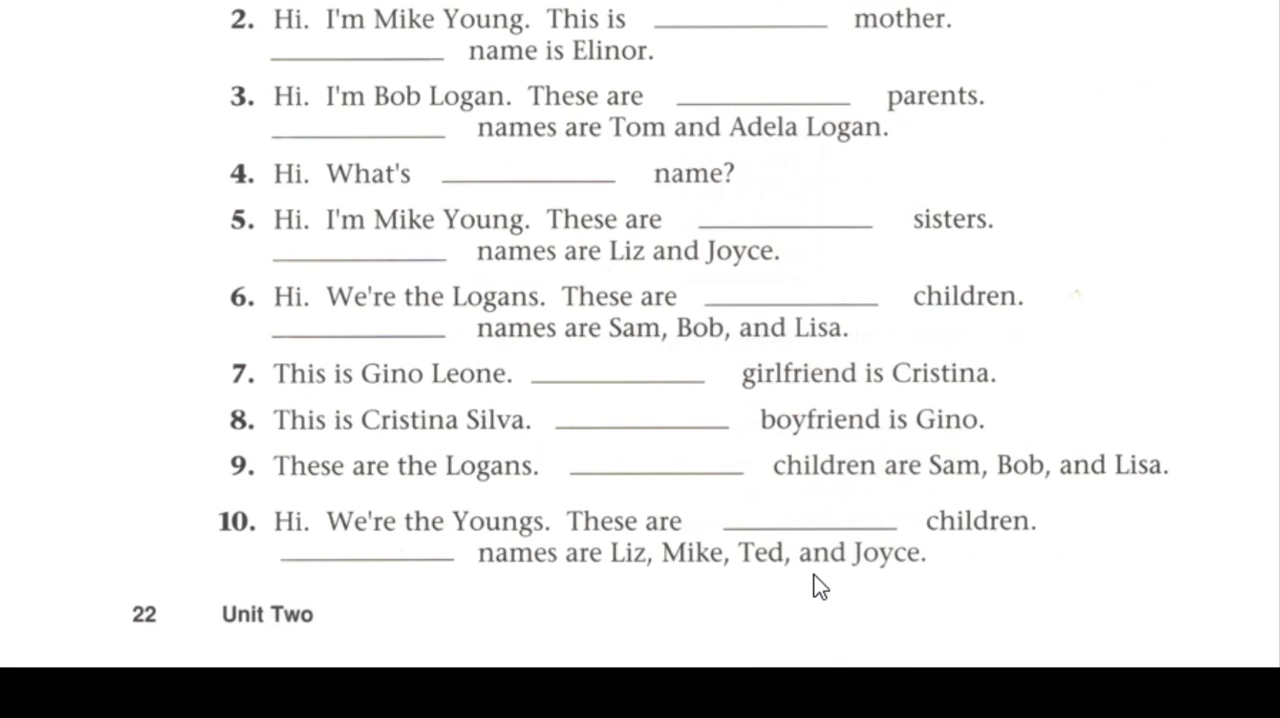 2. Hi. I'm Mike Young. This is ____________ mother.
____________ name is Elinor.
3. Hi. I'm Bob Logan. These are ____________ parents.
____________ names are Tom and Adela Logan.
4. Hi. What's ____________ name?
5. Hi. I'm Mike Young. These are ____________ sisters.
____________ names are Liz and Joyce.
6. Hi. We're the Logans. These are ____________ children.
____________ names are Sam, Bob, and Lisa.
7. This is Gino Leone. ____________ girlfriend is Cristina.
8. This is Cristina Silva. ____________ boyfriend is Gino.
9. These are the Logans. ____________ children are Sam, Bob, and Lisa.
10. Hi. We're the Youngs. These are ____________ children.
____________ names are Liz, Mike, Ted, and Joyce.
22 Unit Two